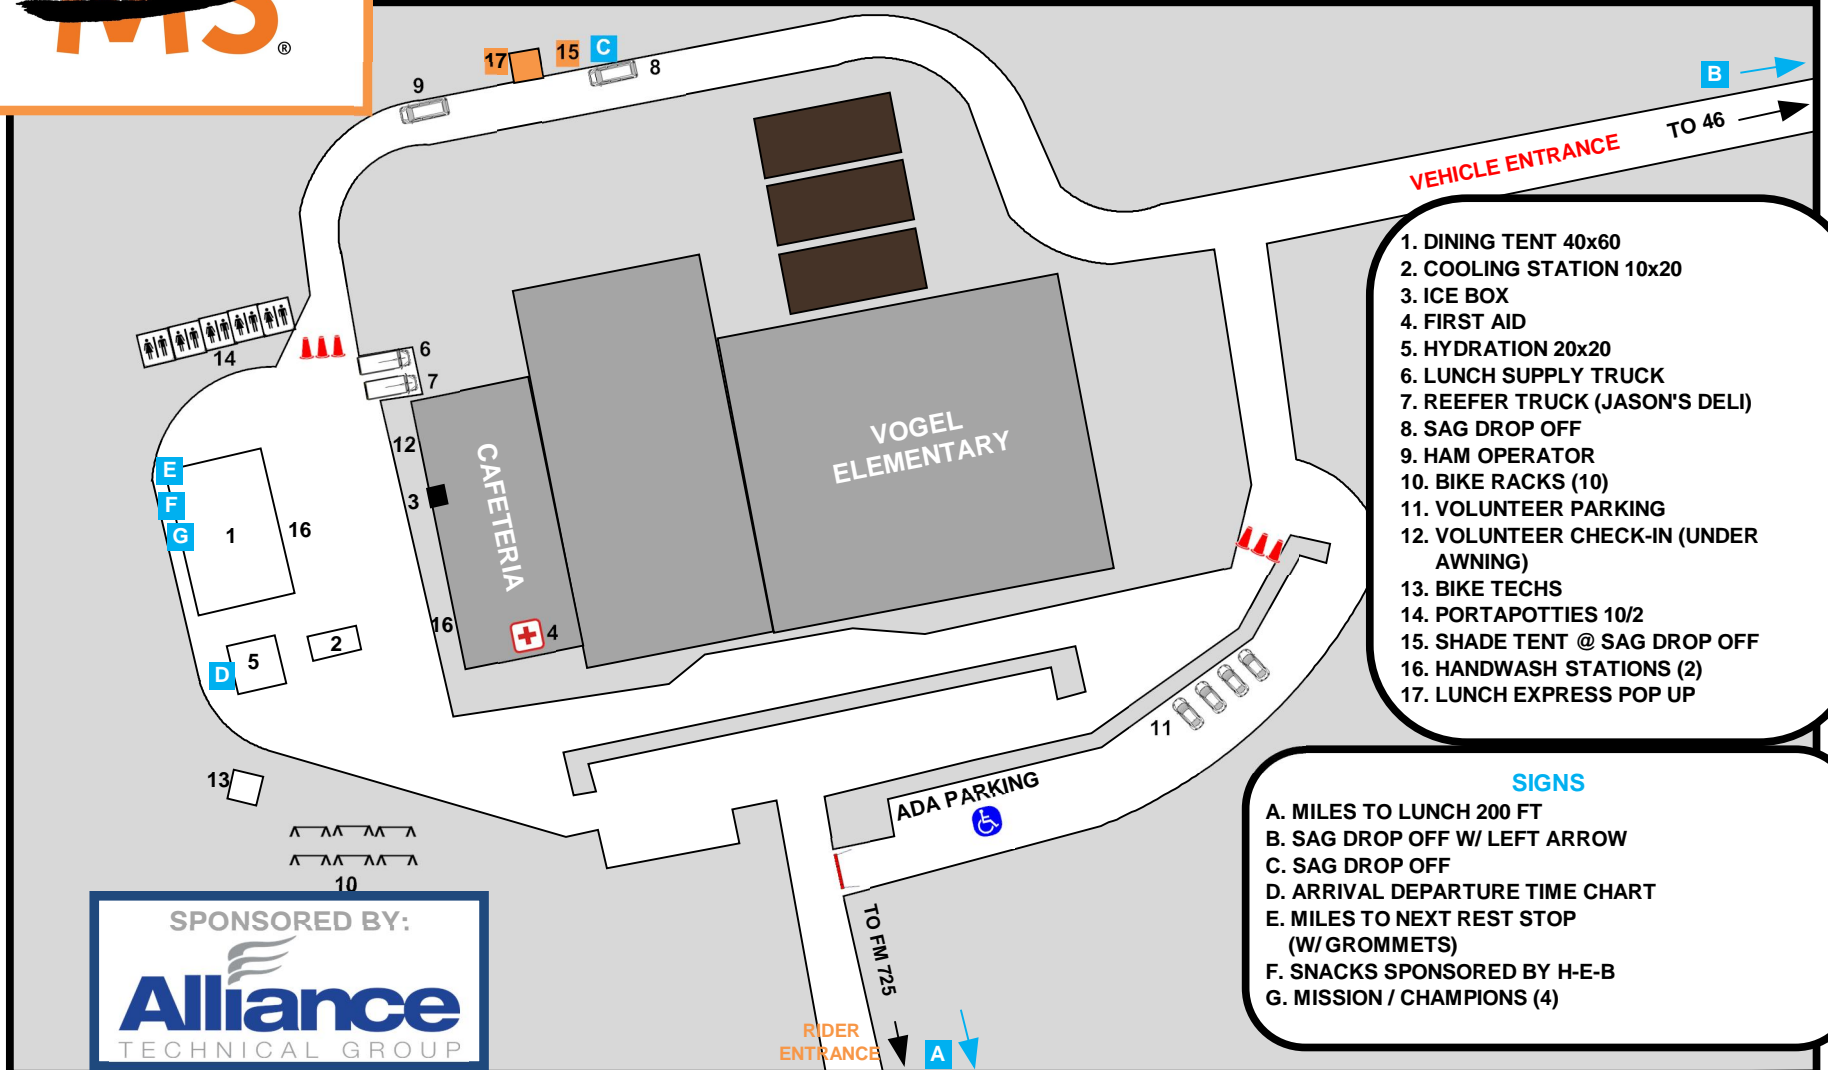 MS®
17
15
C
8
9
B
TO 46
VEHICLE ENTRANCE
14
6
7
12
3
CAFETERIA
VOGEL
ELEMENTARY
E
F
G
1
16
16
4
2
5
D
11
13
10
ADA PARKING
TO FM 725
RIDER
ENTRANCE
A
1. DINING TENT 40x60
2. COOLING STATION 10x20
3. ICE BOX
4. FIRST AID
5. HYDRATION 20x20
6. LUNCH SUPPLY TRUCK
7. REEFER TRUCK (JASON'S DELI)
8. SAG DROP OFF
9. HAM OPERATOR
10. BIKE RACKS (10)
11. VOLUNTEER PARKING
12. VOLUNTEER CHECK-IN (UNDER
AWNING)
13. BIKE TECHS
14. PORTAPOTTIES 10/2
15. SHADE TENT @ SAG DROP OFF
16. HANDWASH STATIONS (2)
17. LUNCH EXPRESS POP UP
SIGNS
A. MILES TO LUNCH 200 FT
B. SAG DROP OFF W/ LEFT ARROW
C. SAG DROP OFF
D. ARRIVAL DEPARTURE TIME CHART
E. MILES TO NEXT REST STOP
(W/ GROMMETS)
F. SNACKS SPONSORED BY H-E-B
G. MISSION / CHAMPIONS (4)
SPONSORED BY:
Alliance
TECHNICAL GROUP